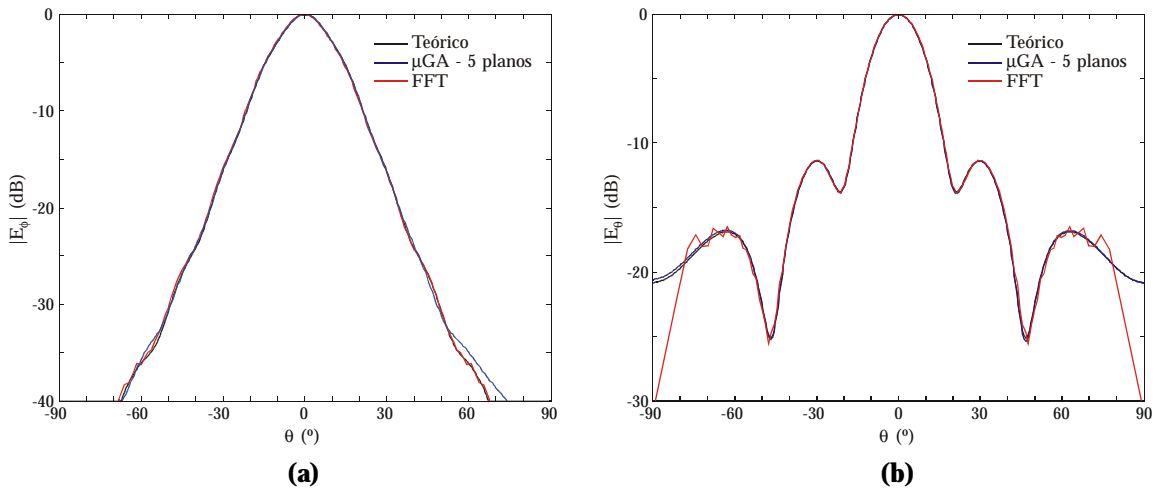 0
-10
-20
-30
-40
-90
-60
-30
0
30
60
90
|Eϕ| (dB)
θ (º)
Teórico
µGA - 5 planos
FFT
(a)
0
-10
-20
-30
-90
-60
-30
0
30
60
90
|Eθ| (dB)
θ (º)
Teórico
µGA - 5 planos
FFT
(b)